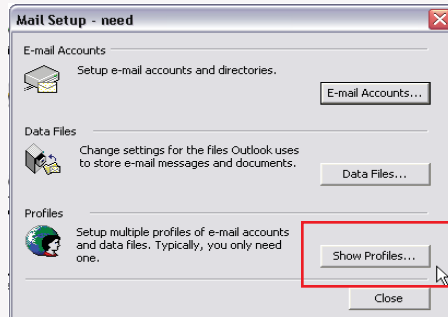 Mail Setup - need
E-mail Accounts
Setup e-mail accounts and directories.
E-mail Accounts...
Data Files
Change settings for the files Outlook uses
to store e-mail messages and documents.
Data Files...
Profiles
Setup multiple profiles of e-mail accounts
and data files. Typically, you only need
one.
Show Profiles...
Close